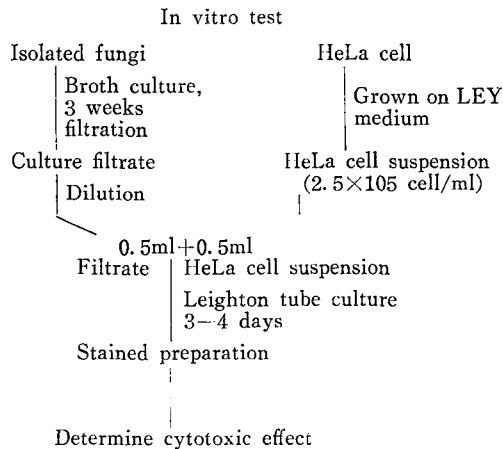 In vitro test
Isolated fungi
HeLa cell
Broth culture,
3 weeks
filtration
Grown on LEY
medium
Culture filtrate
HeLa cell suspension
(2.5×105 cell/ml)
Dilution
0.5ml+0.5ml
Filtrate
HeLa cell suspension
Leighton tube culture
3—4 days
Stained preparation
Determine cytotoxic effect